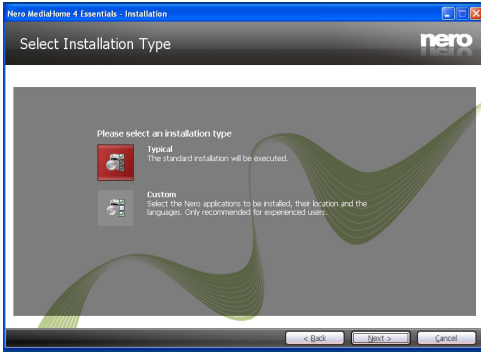 Nero MediaHome 4 Essentials - Installation
Select Installation Type
nero
Please select an installation type
Typical
The standard installation will be executed.
Custom
Select the Nero applications to be installed, their location and the
languages. Only recommended for experienced users.
< Back
Next >
Cancel